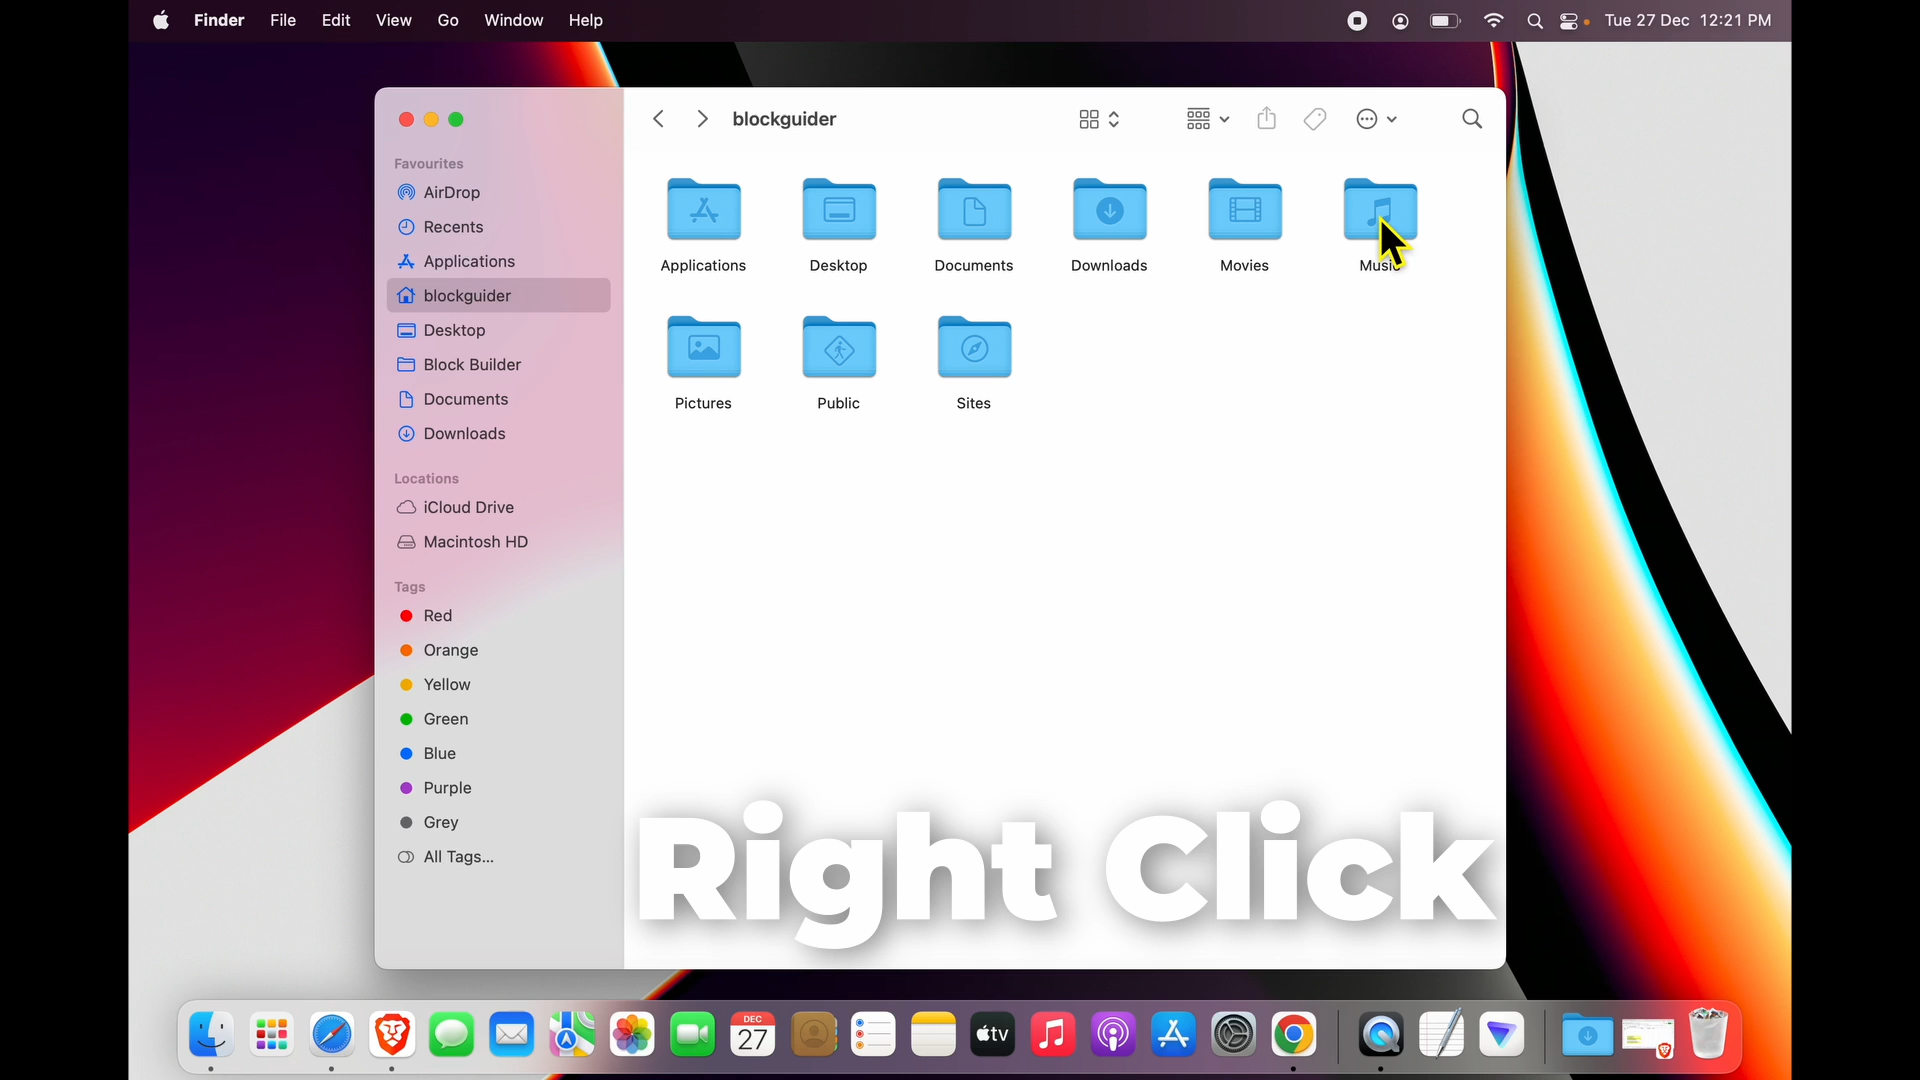 Finder File Edit View Go Window Help Tue 27 Dec 12:21 PM
blockguider
Favourites
AirDrop
Recents
Applications
blockguider
Desktop
Block Builder
Documents
Downloads
Locations
iCloud Drive
Macintosh HD
Tags
Red
Orange
Yellow
Green
Blue
Purple
Grey
All Tags...
Applications Desktop Documents Downloads Movies Music
Pictures Public Sites
Right Click
DEC
27
tv